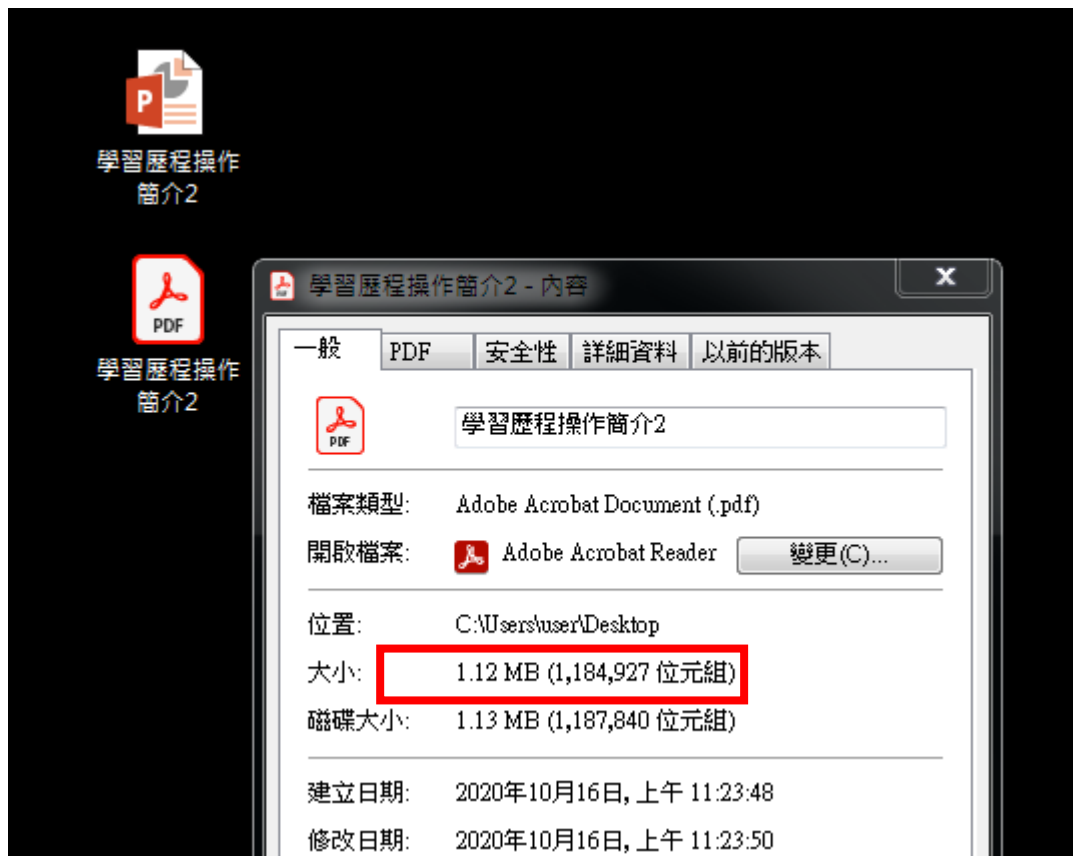 P
學習歷程操作
簡介2
PDF
學習歷程操作
簡介2
PDF
學習歷程操作簡介2 - 內容
x
一般 PDF 安全性 詳細資料 以前的版本
PDF
學習歷程操作簡介2
檔案類型: Adobe Acrobat Document (.pdf)
開啟檔案: Adobe Acrobat Reader 變更(C)...
位置: C:\Users\user\Desktop
大小: 1.12 MB (1,184,927 位元組)
磁碟大小: 1.13 MB (1,187,840 位元組)
建立日期: 2020年10月16日, 上午 11:23:48
修改日期: 2020年10月16日, 上午 11:23:50